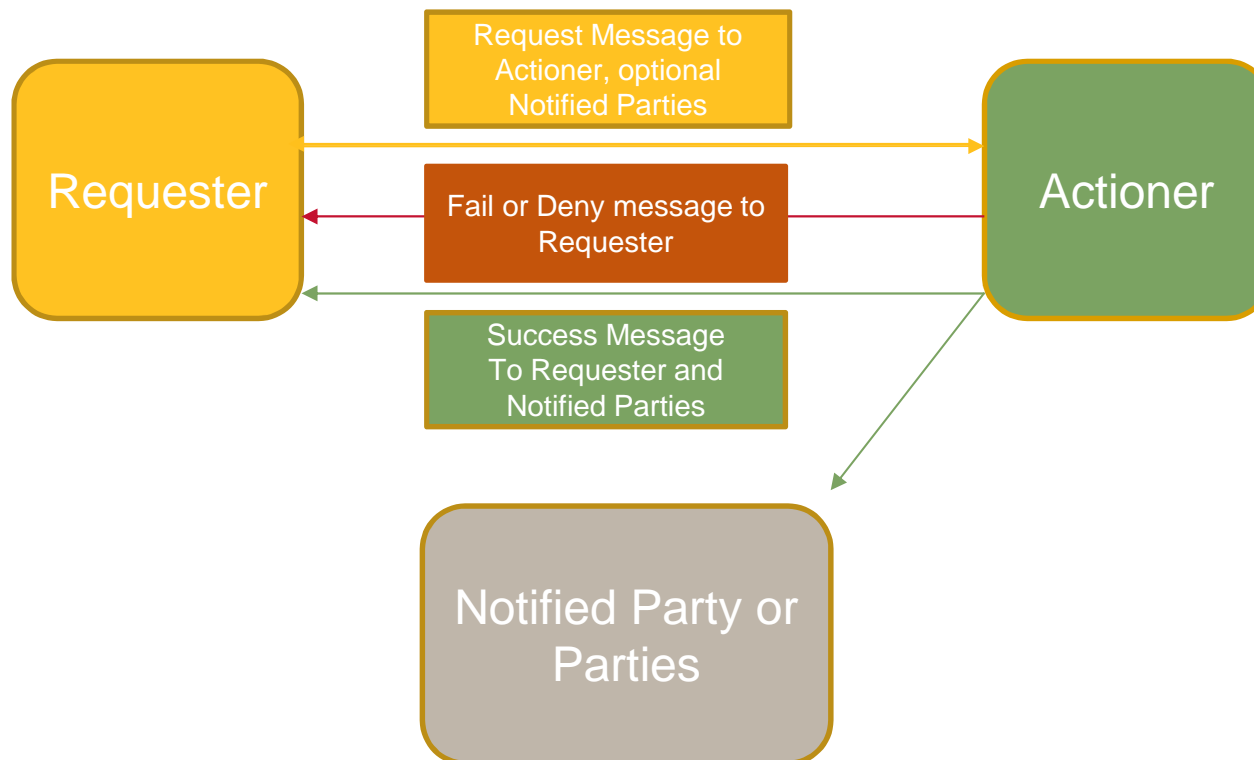 Request Message to
Actioner, optional
Notified Parties
Requester
Actioner
Fail or Deny message to
Requester
Success Message
To Requester and
Notified Parties
Notified Party or
Parties